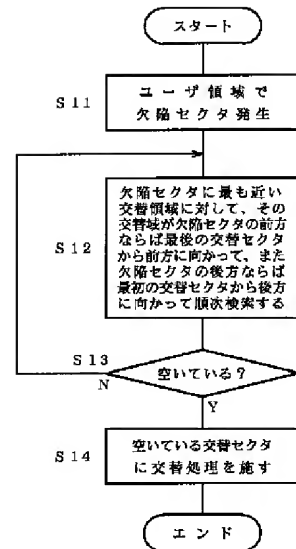 スタート
S11
ユーザ領域で
欠陥セクタ発生
S12
欠陥セクタに最も近い
交替領域に対して、その
交替域が欠陥セクタの前方
ならば最後の交替セクタ
から前方に向かって、また
欠陥セクタの後方ならば
最初の交替セクタから後方
に向かって順次検索する
S13
空いている？
N
Y
S14
空いている交替セクタ
に交替処理を施す
エンド